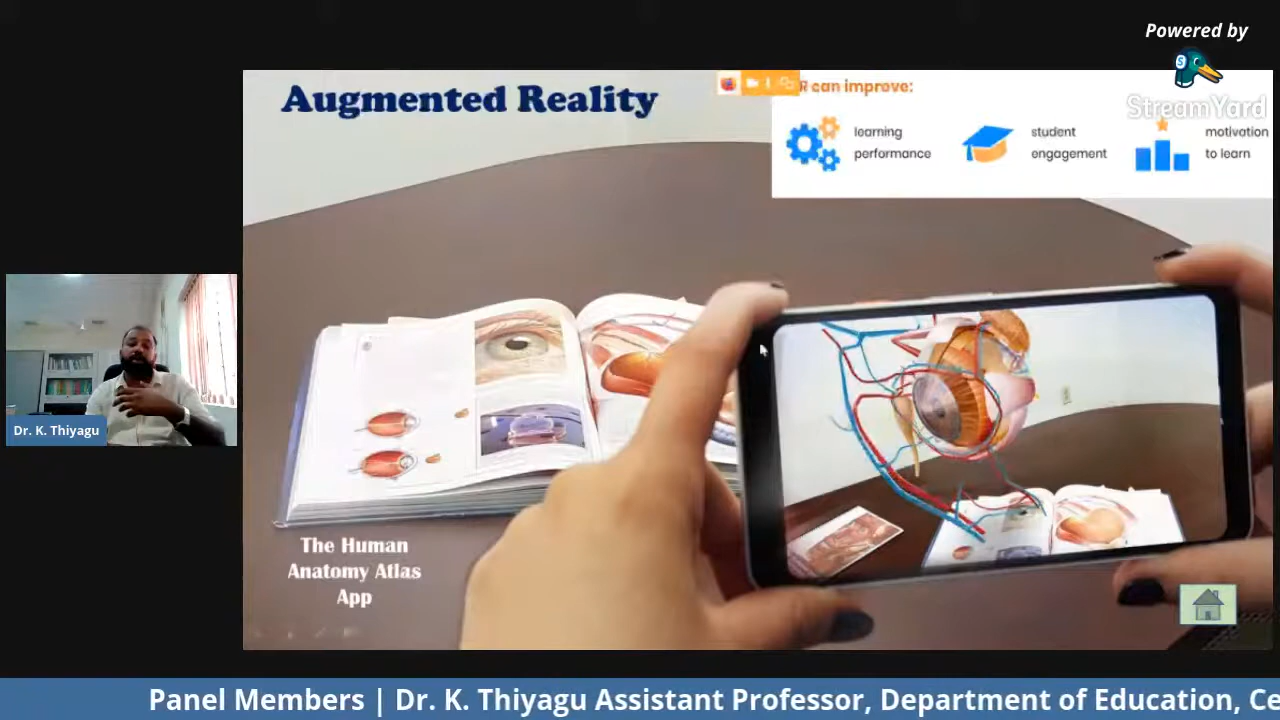 Powered by
StreamYard
Augmented Reality
R can improve:
learning
performance
student
engagement
motivation
to learn
Dr. K. Thiyagu
The Human
Anatomy Atlas
App
Panel Members | Dr. K. Thiyagu Assistant Professor, Department of Education, Ce